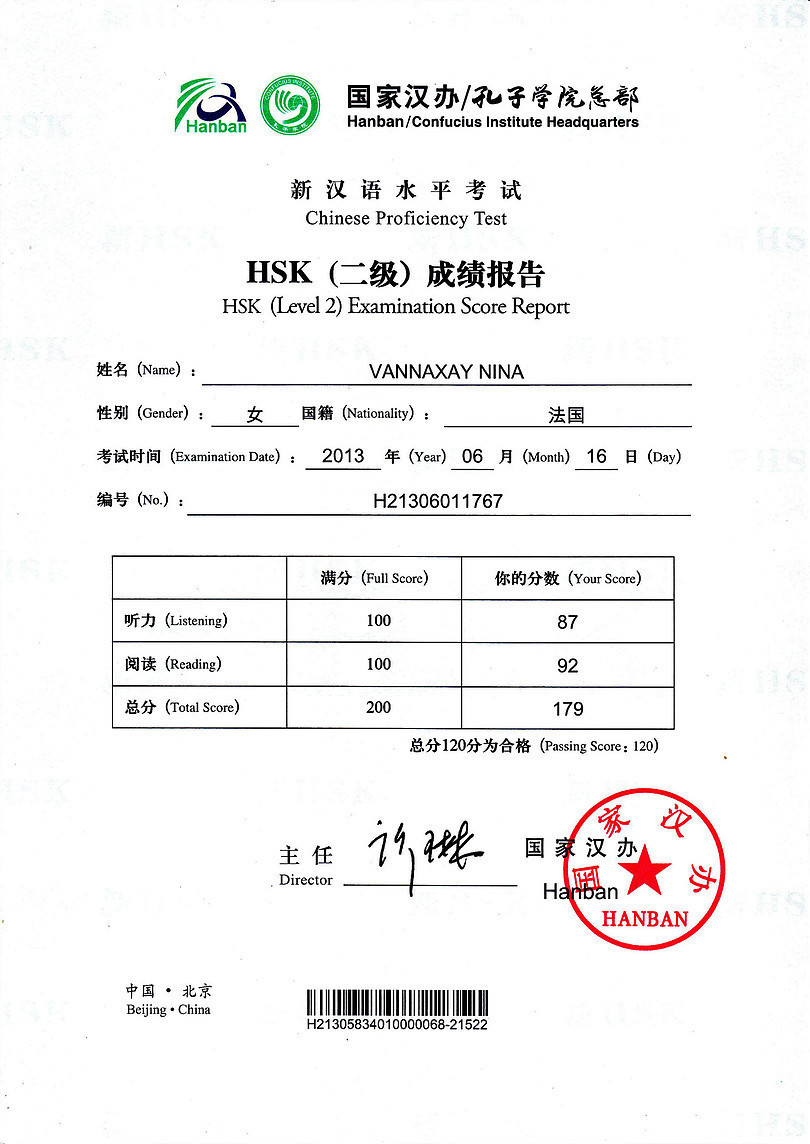 Hanban
CONFUCIUS INSTITUTE
国家汉办/孔子学院总部
Hanban/Confucius Institute Headquarters
新汉语水平考试
Chinese Proficiency Test
HSK（二级）成绩报告
HSK (Level 2) Examination Score Report
姓名（Name）： VANNAXAY NINA
性别（Gender）： 女 国籍（Nationality）： 法国
考试时间（Examination Date）： 2013 年（Year） 06 月（Month） 16 日（Day）
编号（No.）： H21306011767
满分（Full Score） 你的分数（Your Score）
听力（Listening） 100 87
阅读（Reading） 100 92
总分（Total Score） 200 179
总分120分为合格（Passing Score：120）
主任 许琳
Director
国家汉办
Hanban
国家汉办
HANBAN
中国·北京
Beijing·China
H21305834010000068-21522